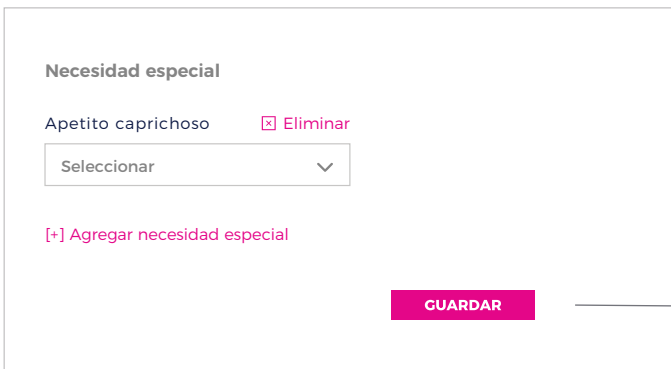 Necesidad especial
Apetito caprichoso
Eliminar
Seleccionar
[+] Agregar necesidad especial
GUARDAR